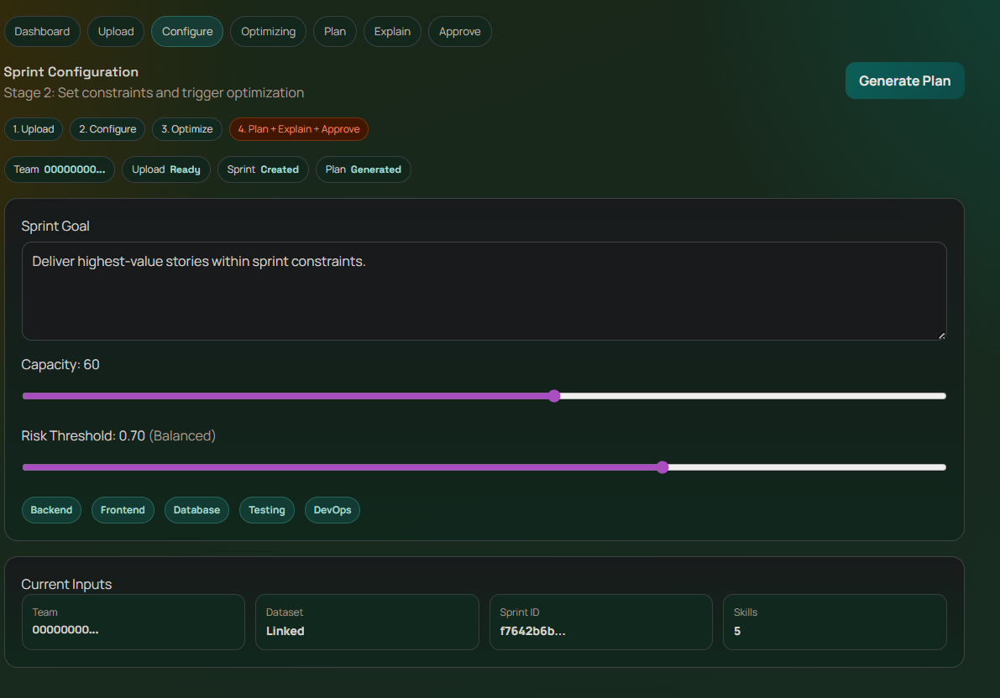 Dashboard Upload Configure Optimizing Plan Explain Approve
Sprint Configuration
Stage 2: Set constraints and trigger optimization
Generate Plan
1. Upload 2. Configure 3. Optimize 4. Plan + Explain + Approve
Team 00000000... Upload Ready Sprint Created Plan Generated
Sprint Goal
Deliver highest-value stories within sprint constraints.
Capacity: 60
Risk Threshold: 0.70 (Balanced)
Backend Frontend Database Testing DevOps
Current Inputs
Team
00000000...
Dataset
Linked
Sprint ID
f7642b6b...
Skills
5